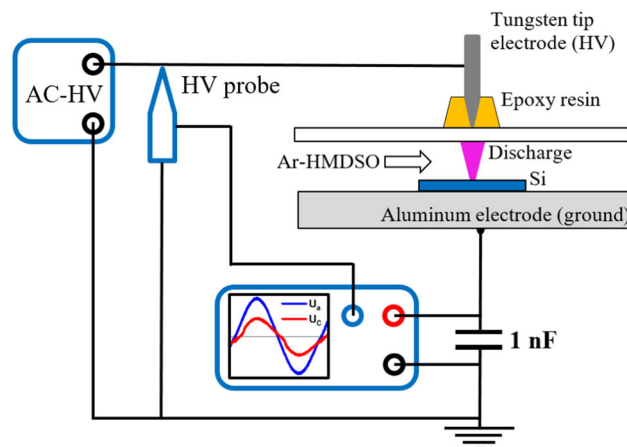 Tungsten tip
electrode (HV)
AC-HV
HV probe
Epoxy resin
Ar-HMDSO
Discharge
Si
Aluminum electrode (ground)
Ua
Uc
1 nF